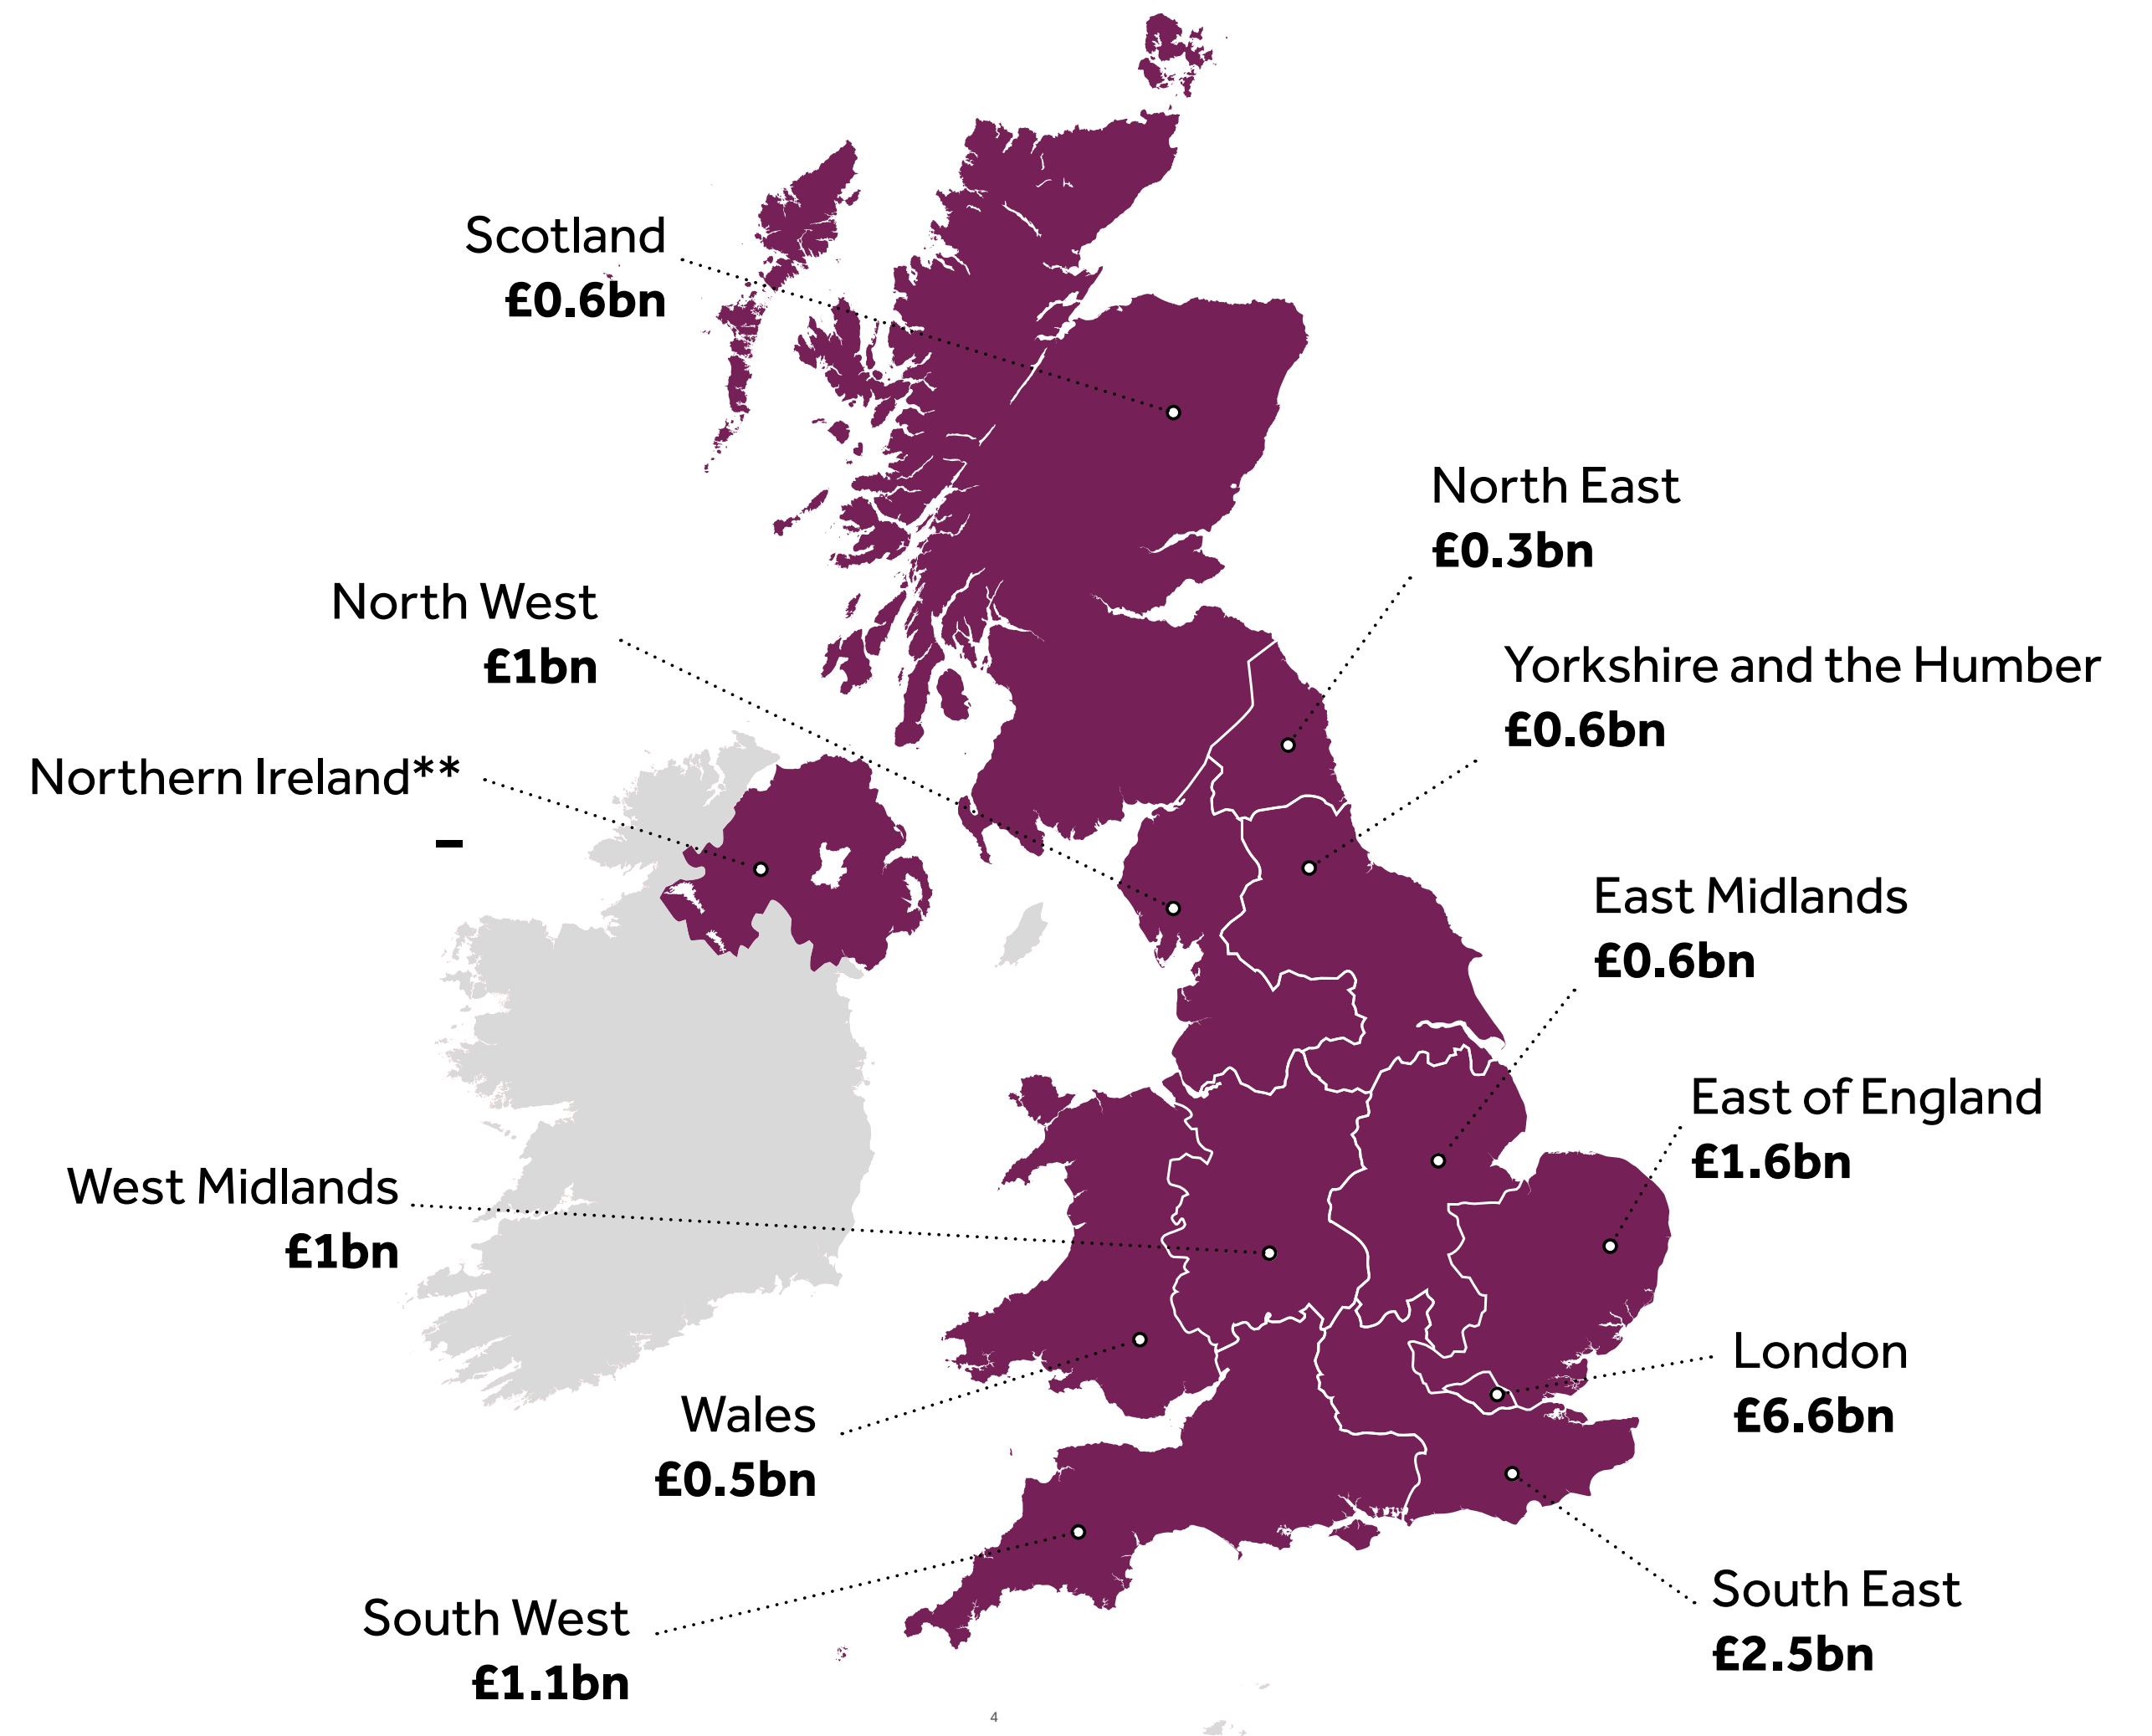 Scotland
£0.6bn
North East
£0.3bn
North West
£1bn
Yorkshire and the Humber
£0.6bn
Northern Ireland**
–
East Midlands
£0.6bn
East of England
£1.6bn
West Midlands
£1bn
London
£6.6bn
Wales
£0.5bn
South East
£2.5bn
South West
£1.1bn
4